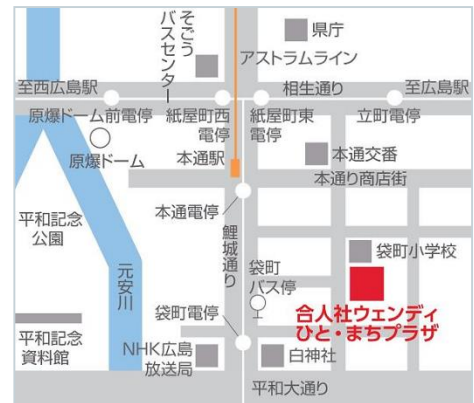 そごう
バスセンター
県庁
アストラムライン
至西広島駅
相生通り
至広島駅
原爆ドーム前電停
紙屋町西
電停
紙屋町東
電停
立町電停
原爆ドーム
本通駅
本通交番
本通り商店街
本通電停
平和記念
公園
鯉城通り
袋町小学校
元安川
袋町
バス停
合人社ウェンディ
ひと・まちプラザ
袋町電停
平和記念
資料館
NHK広島
放送局
白神社
平和大通り